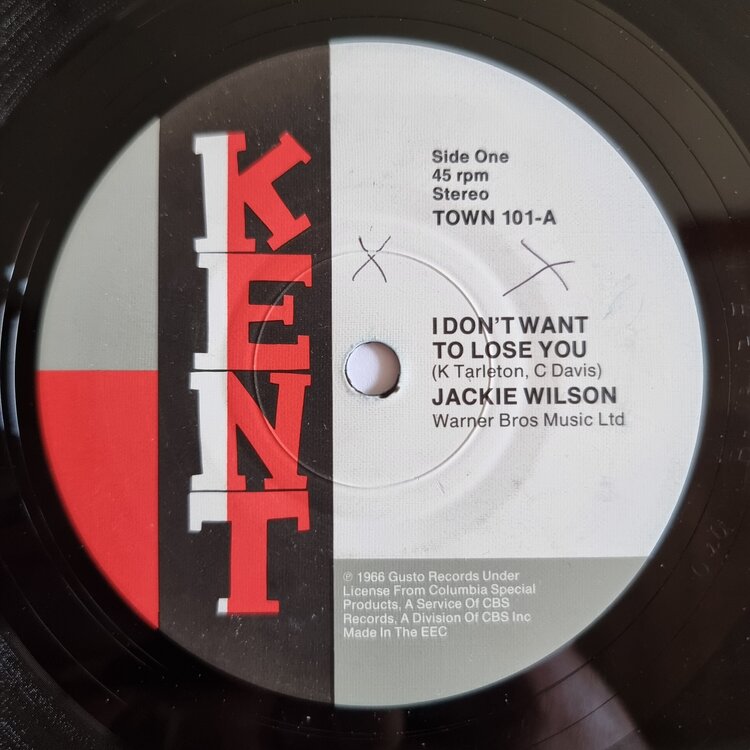 KENT
Side One
45 rpm
Stereo
TOWN 101-A
X X
I DON'T WANT
TO LOSE YOU
(K Tarleton, C Davis)
JACKIE WILSON
Warner Bros Music Ltd
℗ 1966 Gusto Records Under
License From Columbia Special
Products, A Service Of CBS
Records, A Division Of CBS Inc
Made In The EEC